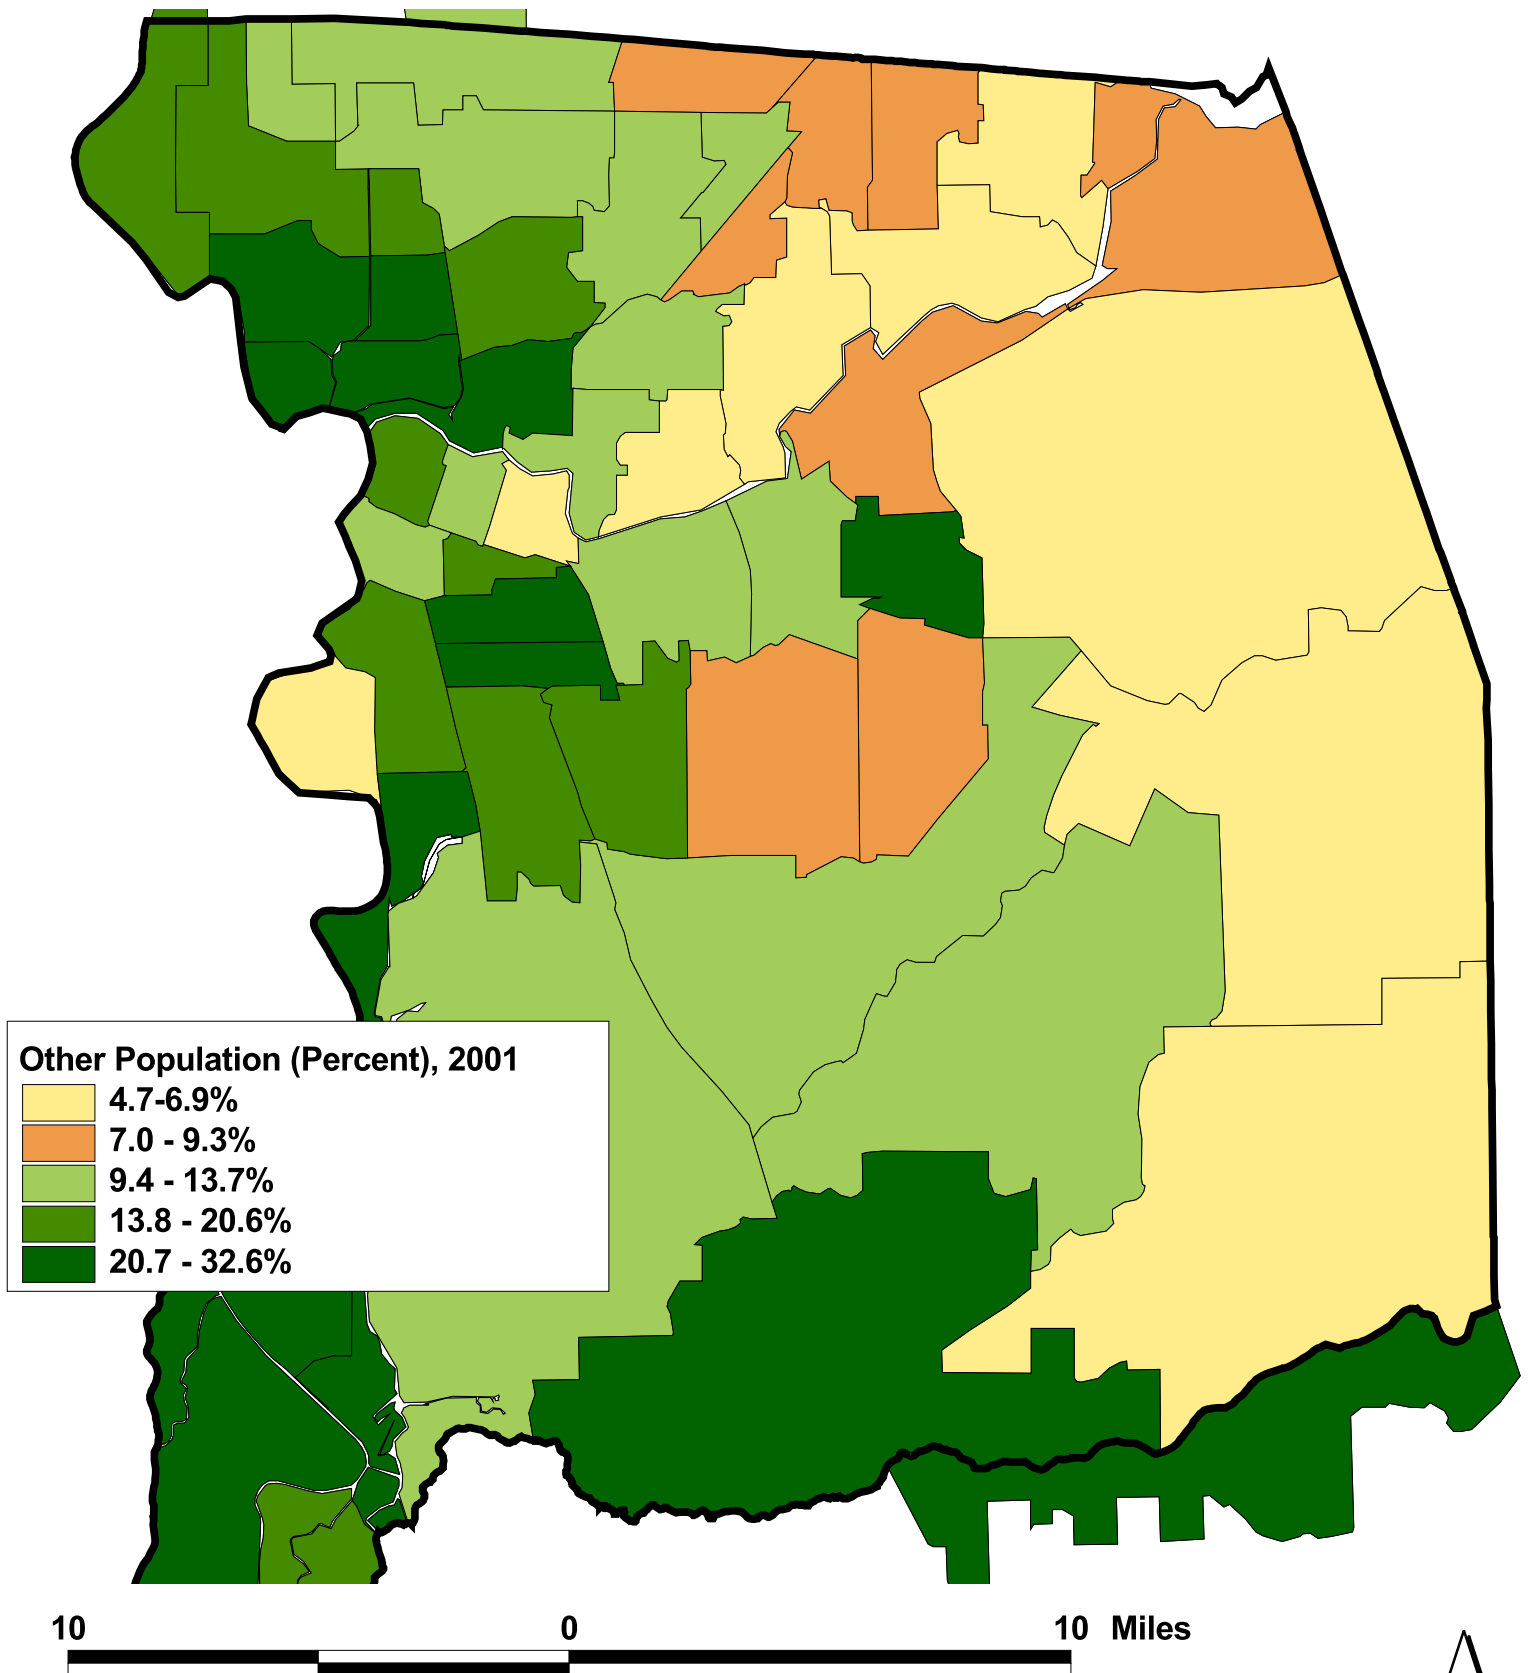 Other Population (Percent), 2001
4.7-6.9%
7.0 - 9.3%
9.4 - 13.7%
13.8 - 20.6%
20.7 - 32.6%
10 0 10 Miles